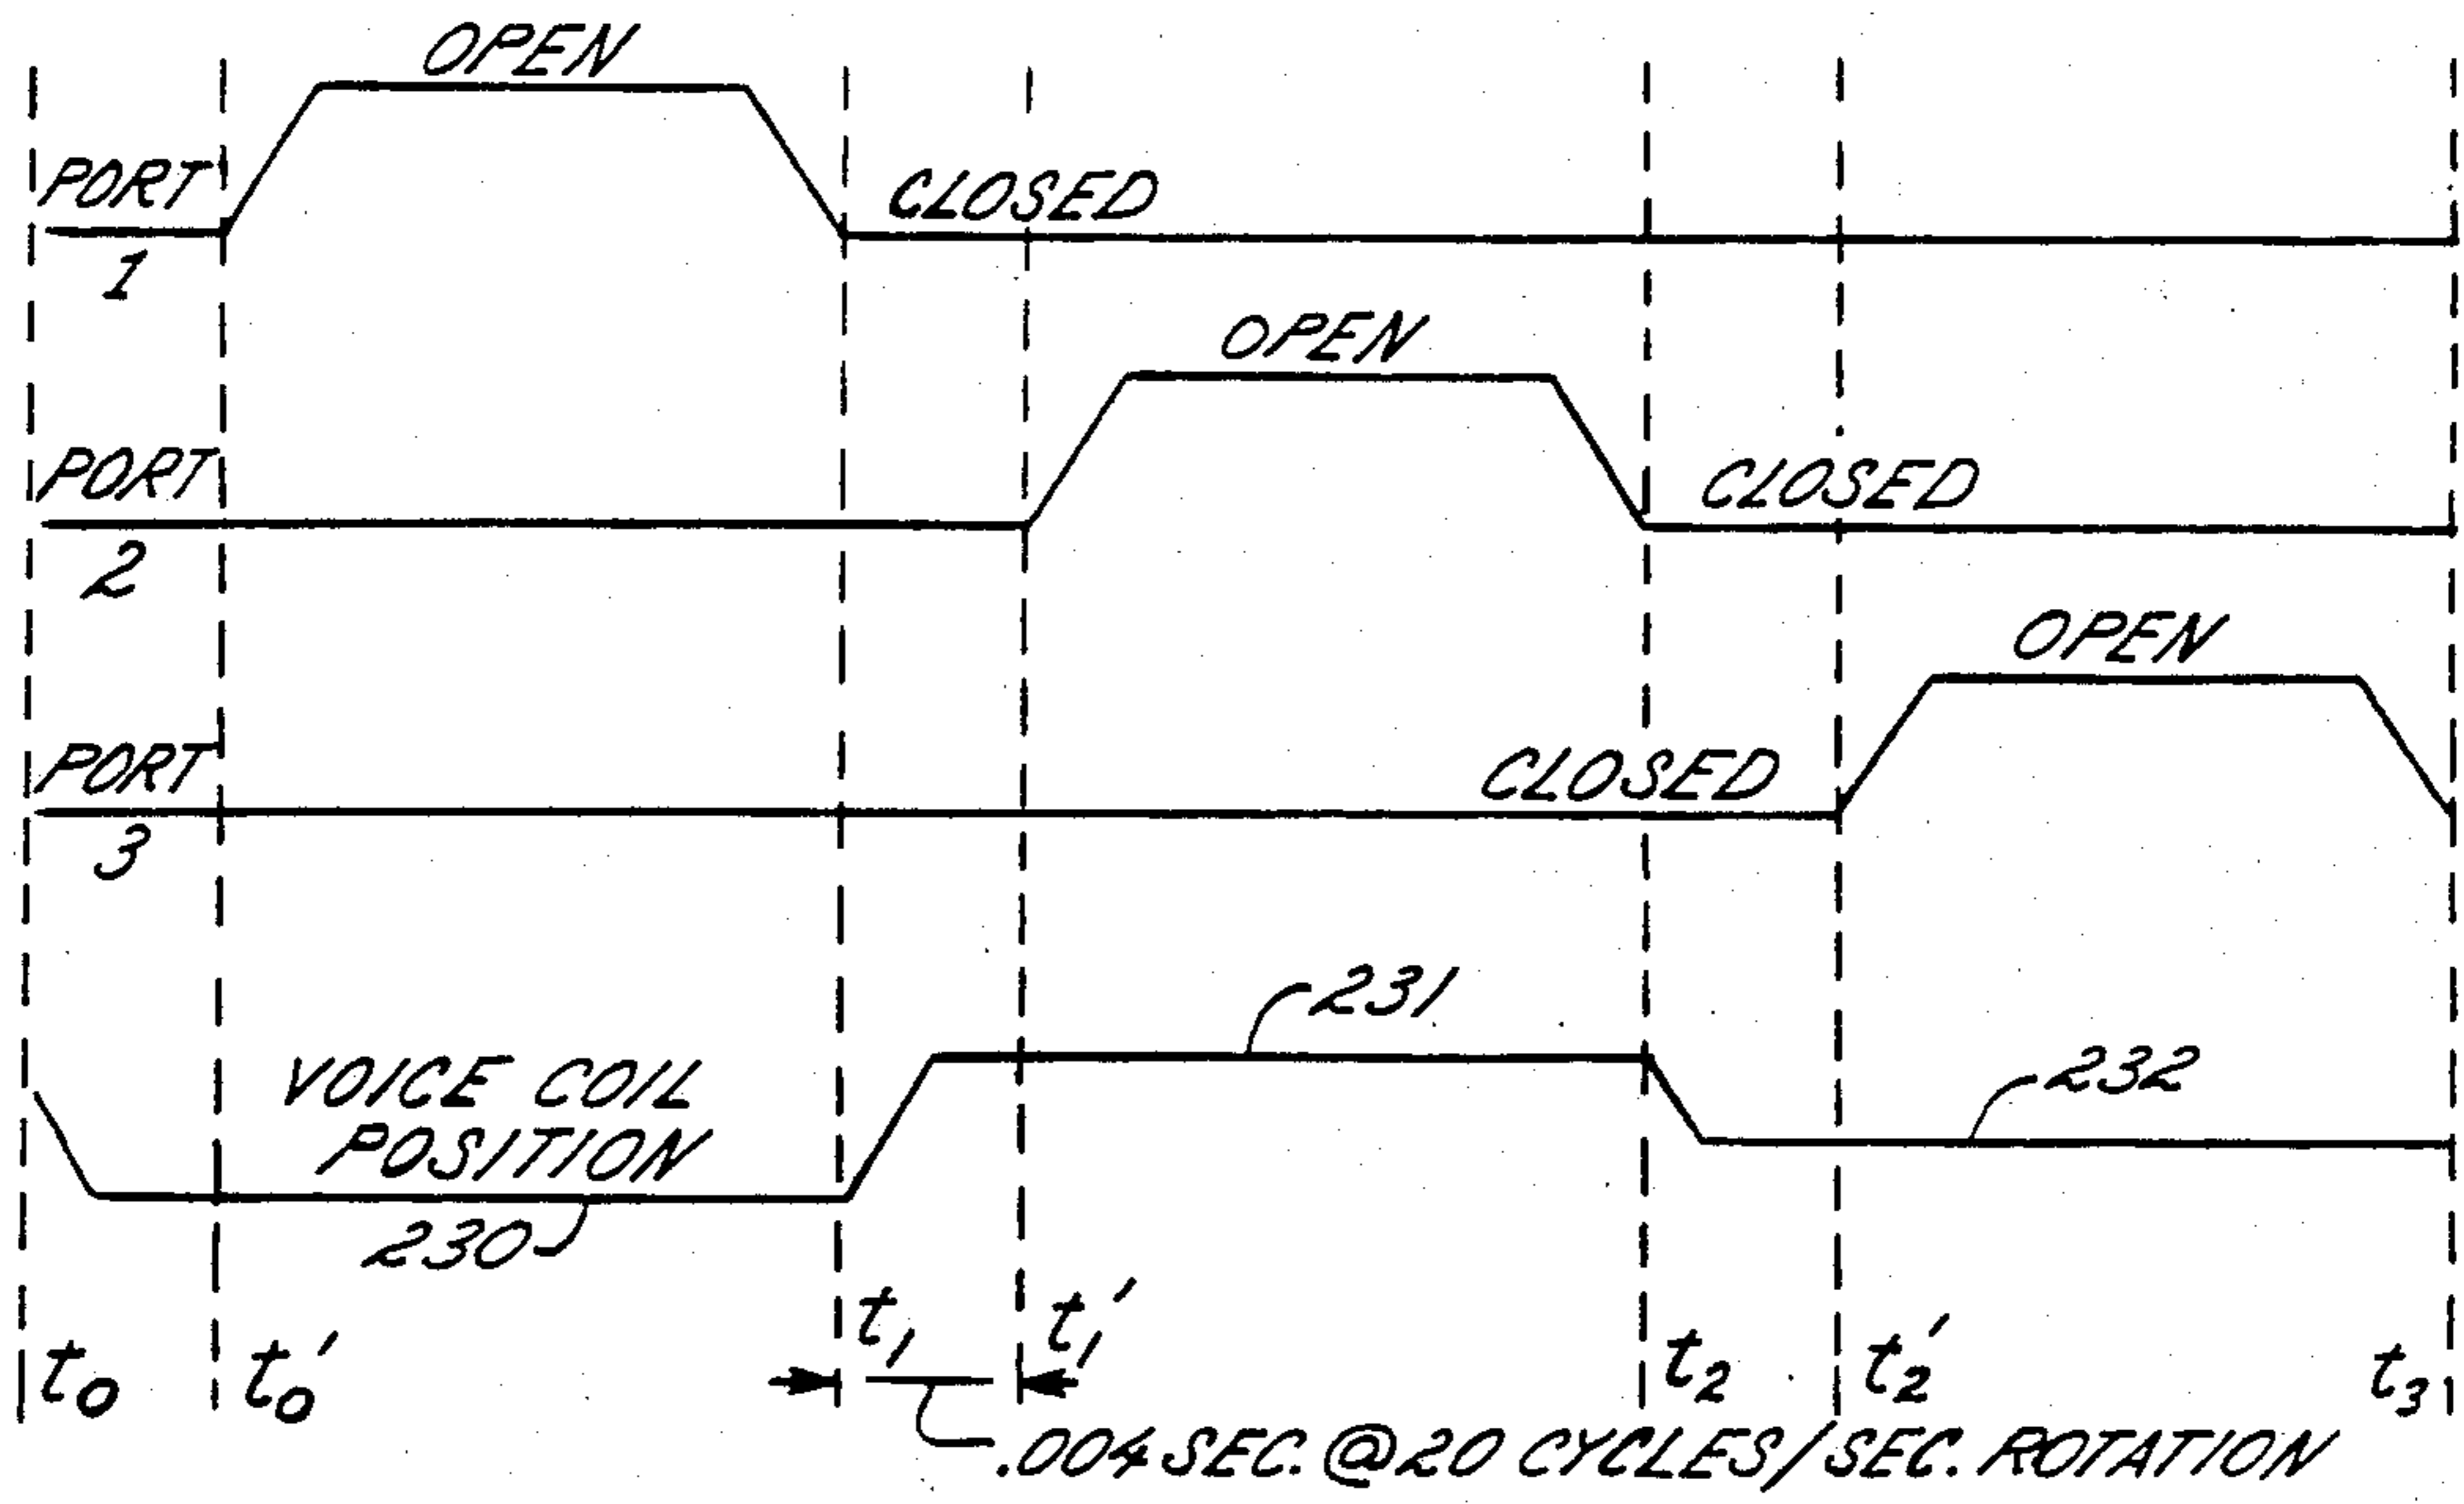 OPEN
PORT
1
CLOSED
OPEN
PORT
2
CLOSED
OPEN
PORT
3
CLOSED
231
232
VOICE COIL
POSITION
230
t0
t0'
t1
t1'
t2
t2'
t3
.004 SEC. @ 20 CYCLES/SEC. ROTATION